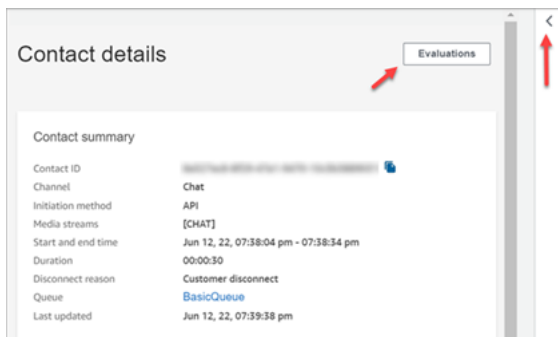 Contact details
Evaluations
Contact summary
Contact ID
Channel Chat
Initiation method API
Media streams [CHAT]
Start and end time Jun 12, 22, 07:38:04 pm - 07:38:34 pm
Duration 00:00:30
Disconnect reason Customer disconnect
Queue BasicQueue
Last updated Jun 12, 22, 07:39:38 pm